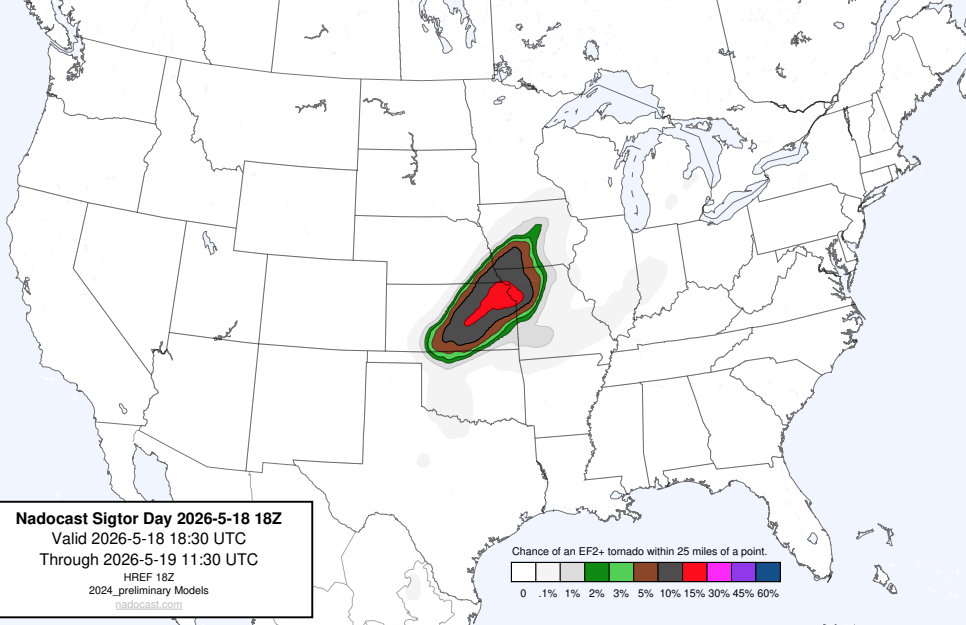 Nadocast Sigtor Day 2026-5-18 18Z
Valid 2026-5-18 18:30 UTC
Through 2026-5-19 11:30 UTC
HREF 18Z
2024_preliminary Models
nadocast.com
Chance of an EF2+ tornado within 25 miles of a point.
0 .1% 1% 2% 3% 5% 10% 15% 30% 45% 60%